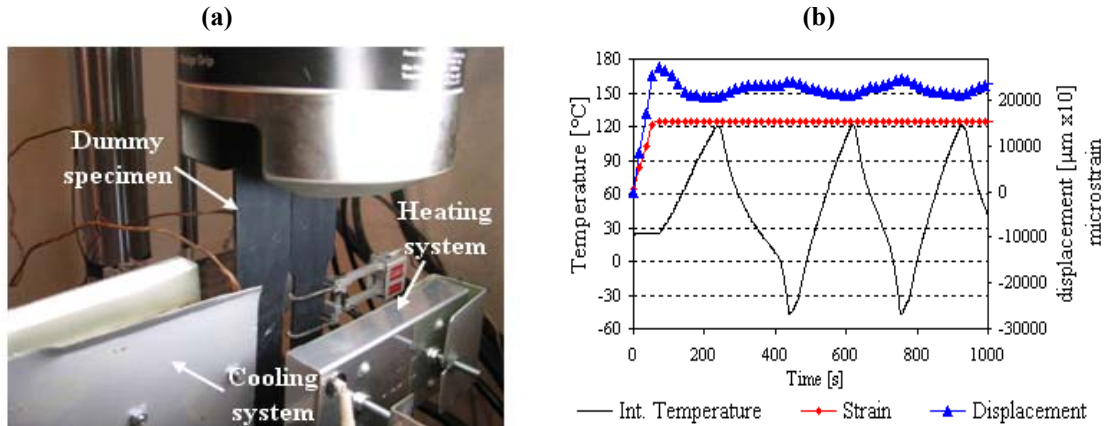 (a)
(b)
Dummy
specimen
Heating
system
Cooling
system
180
150
120
90
60
30
0
-30
-60
Temperature [°C]
20000
10000
0
-10000
-20000
-30000
displacement [µm x10]
microstrain
0 200 400 600 800 1000
Time [s]
Int. Temperature Strain Displacement